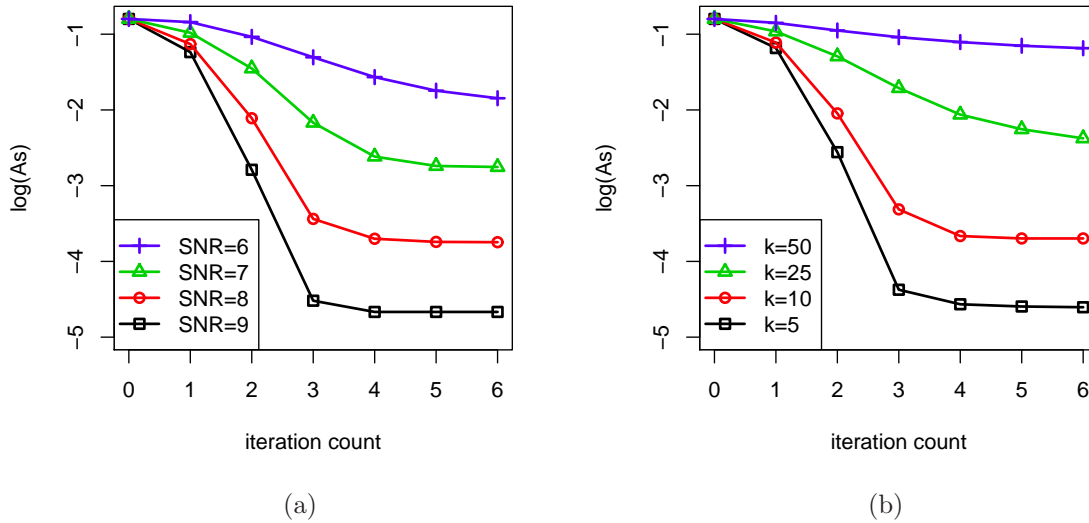 log(As)
-1
-2
-3
-4
-5
SNR=6
SNR=7
SNR=8
SNR=9
0 1 2 3 4 5 6
iteration count
(a)
log(As)
-1
-2
-3
-4
-5
k=50
k=25
k=10
k=5
0 1 2 3 4 5 6
iteration count
(b)